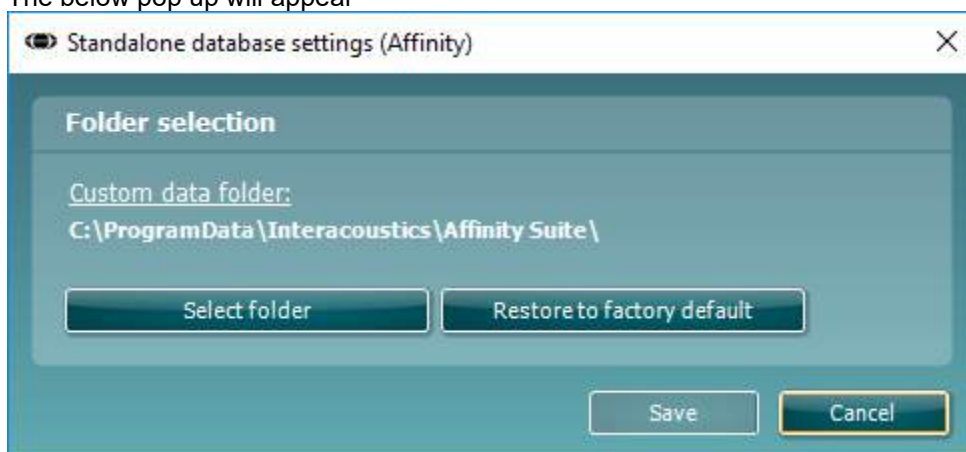 The below pop up will appear
Standalone database settings (Affinity)
Folder selection
Custom data folder:
C:\ProgramData\Interacoustics\Affinity Suite\
Select folder Restore to factory default
Save Cancel